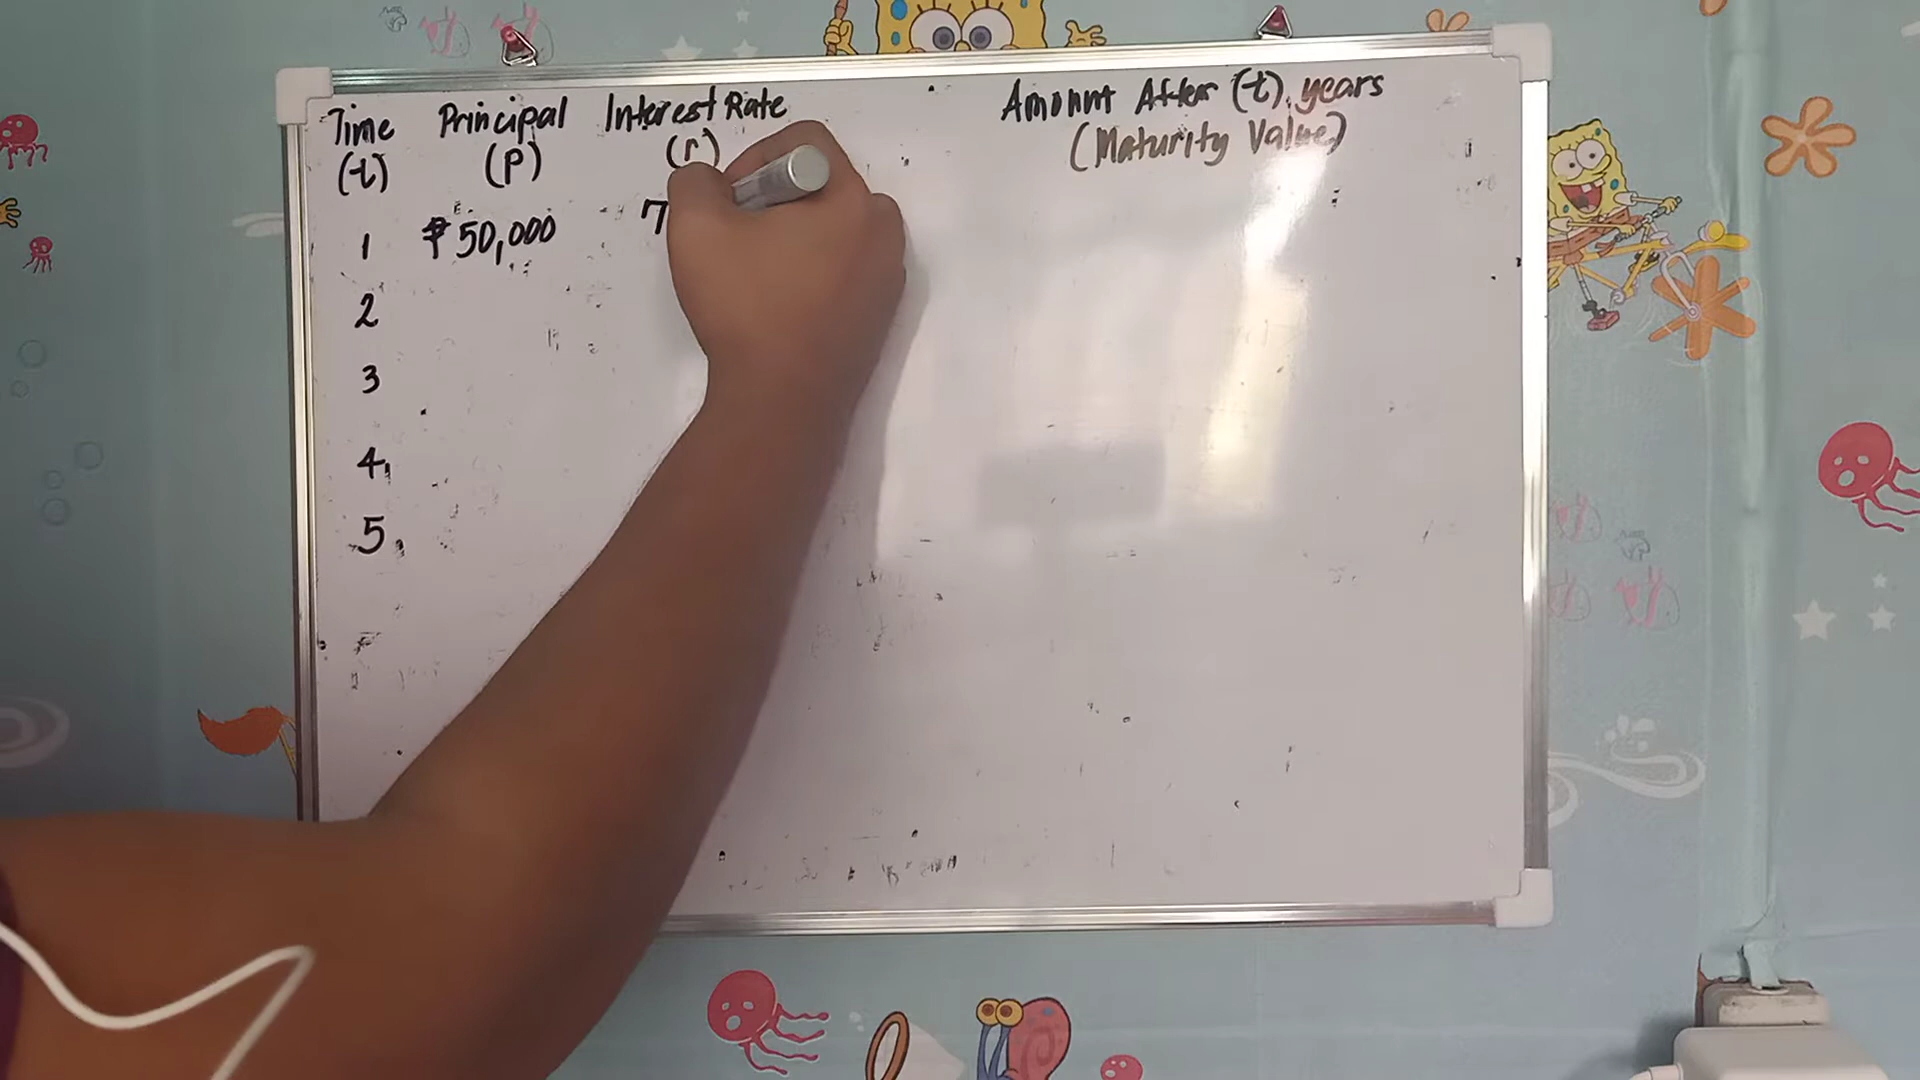 Time Principal Interest Rate Amount After (t) years
(t) (P) (r) (Maturity Value)
1 ₱50,000 7
2
3
4
5